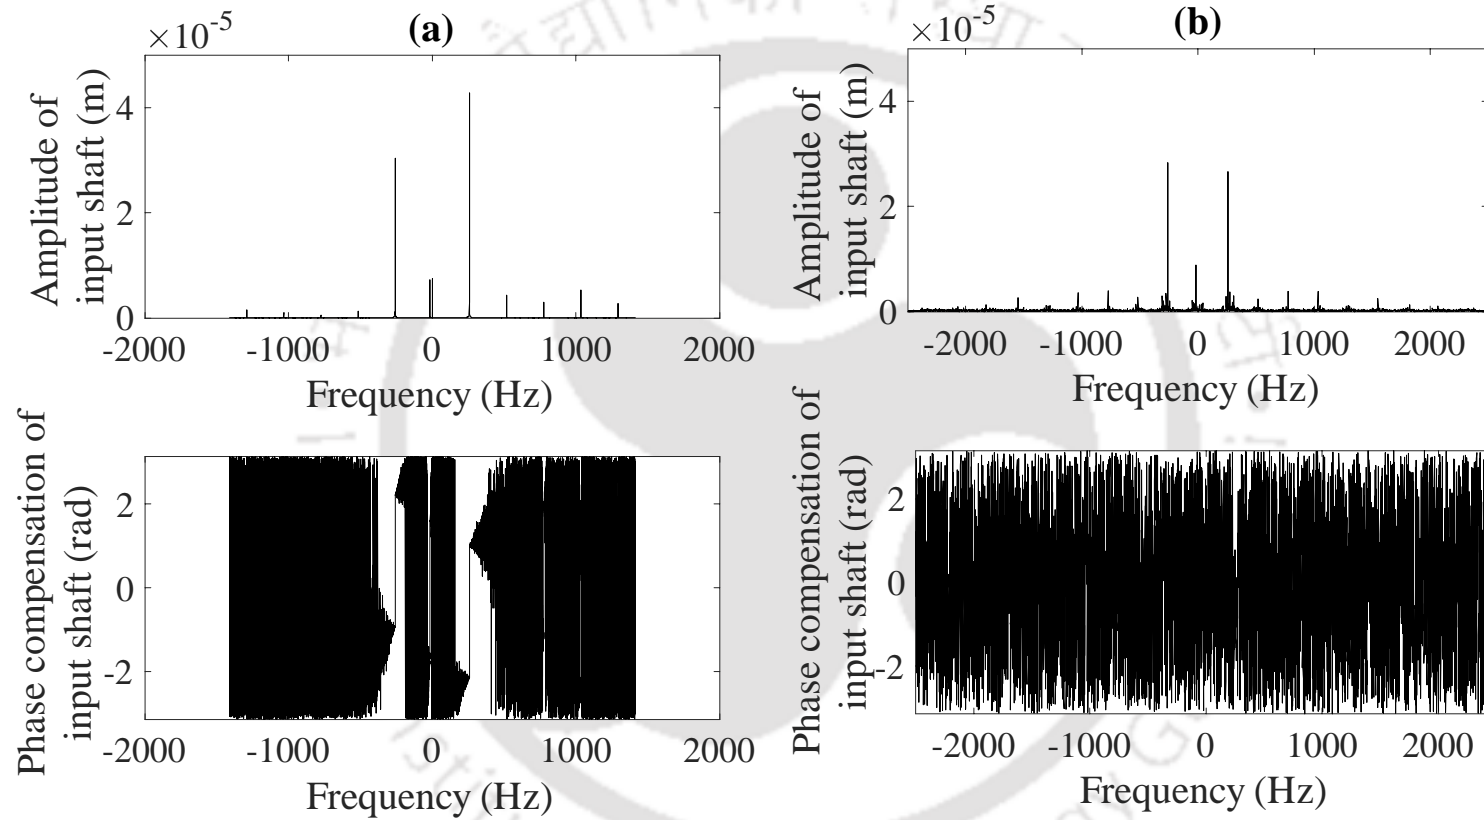 (a)
×10⁻⁵
Amplitude of
input shaft (m)
4
2
0
-2000 -1000 0 1000 2000
Frequency (Hz)
(b)
×10⁻⁵
Amplitude of
input shaft (m)
4
2
0
-2000 -1000 0 1000 2000
Frequency (Hz)
Phase compensation of
input shaft (rad)
2
0
-2
-2000 -1000 0 1000 2000
Frequency (Hz)
Phase compensation of
input shaft (rad)
2
0
-2
-2000 -1000 0 1000 2000
Frequency (Hz)